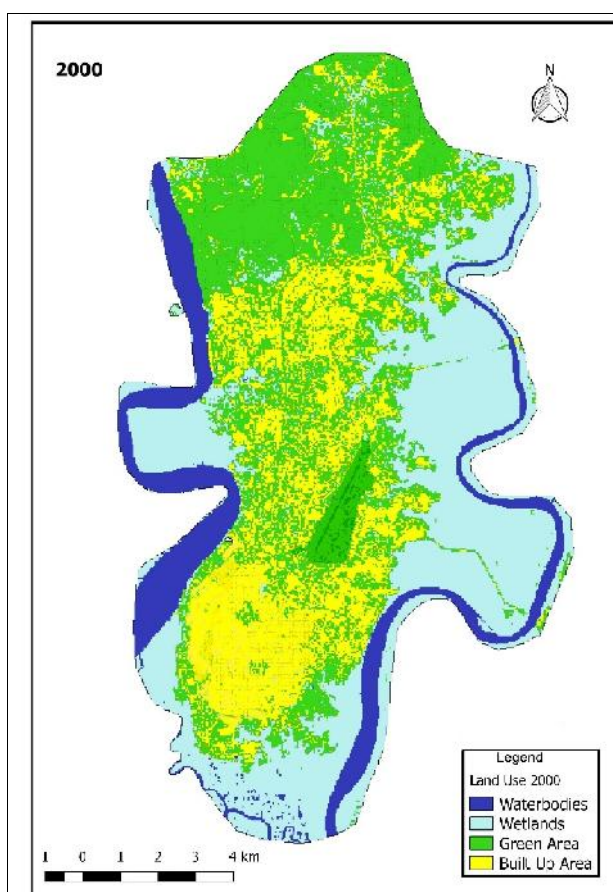 2000
N
Legend
Land Use 2000
Waterbodies
Wetlands
Green Area
Built Up Area
1 0 1 2 3 4 km